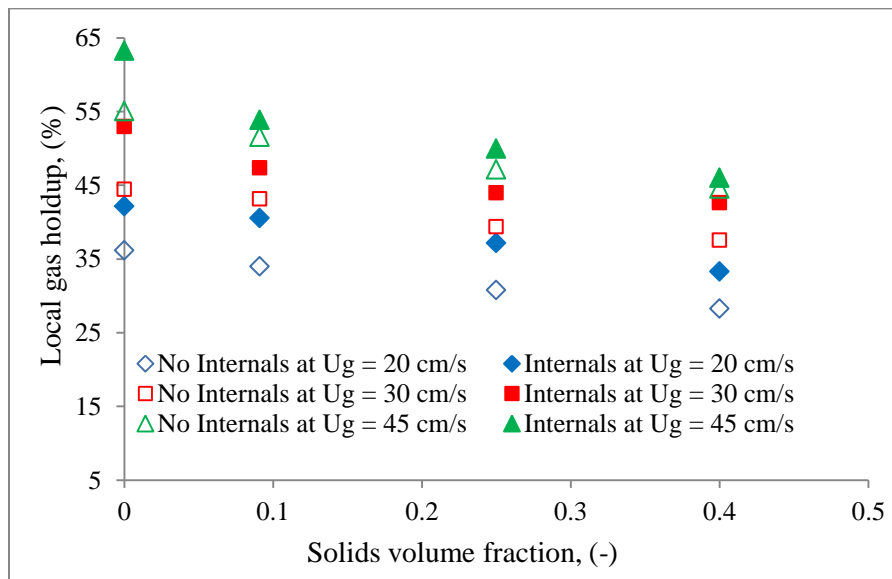 65
55
45
35
25
15
5
Local gas holdup, (%)
No Internals at Ug = 20 cm/s Internals at Ug = 20 cm/s
No Internals at Ug = 30 cm/s Internals at Ug = 30 cm/s
No Internals at Ug = 45 cm/s Internals at Ug = 45 cm/s
0 0.1 0.2 0.3 0.4 0.5
Solids volume fraction, (-)